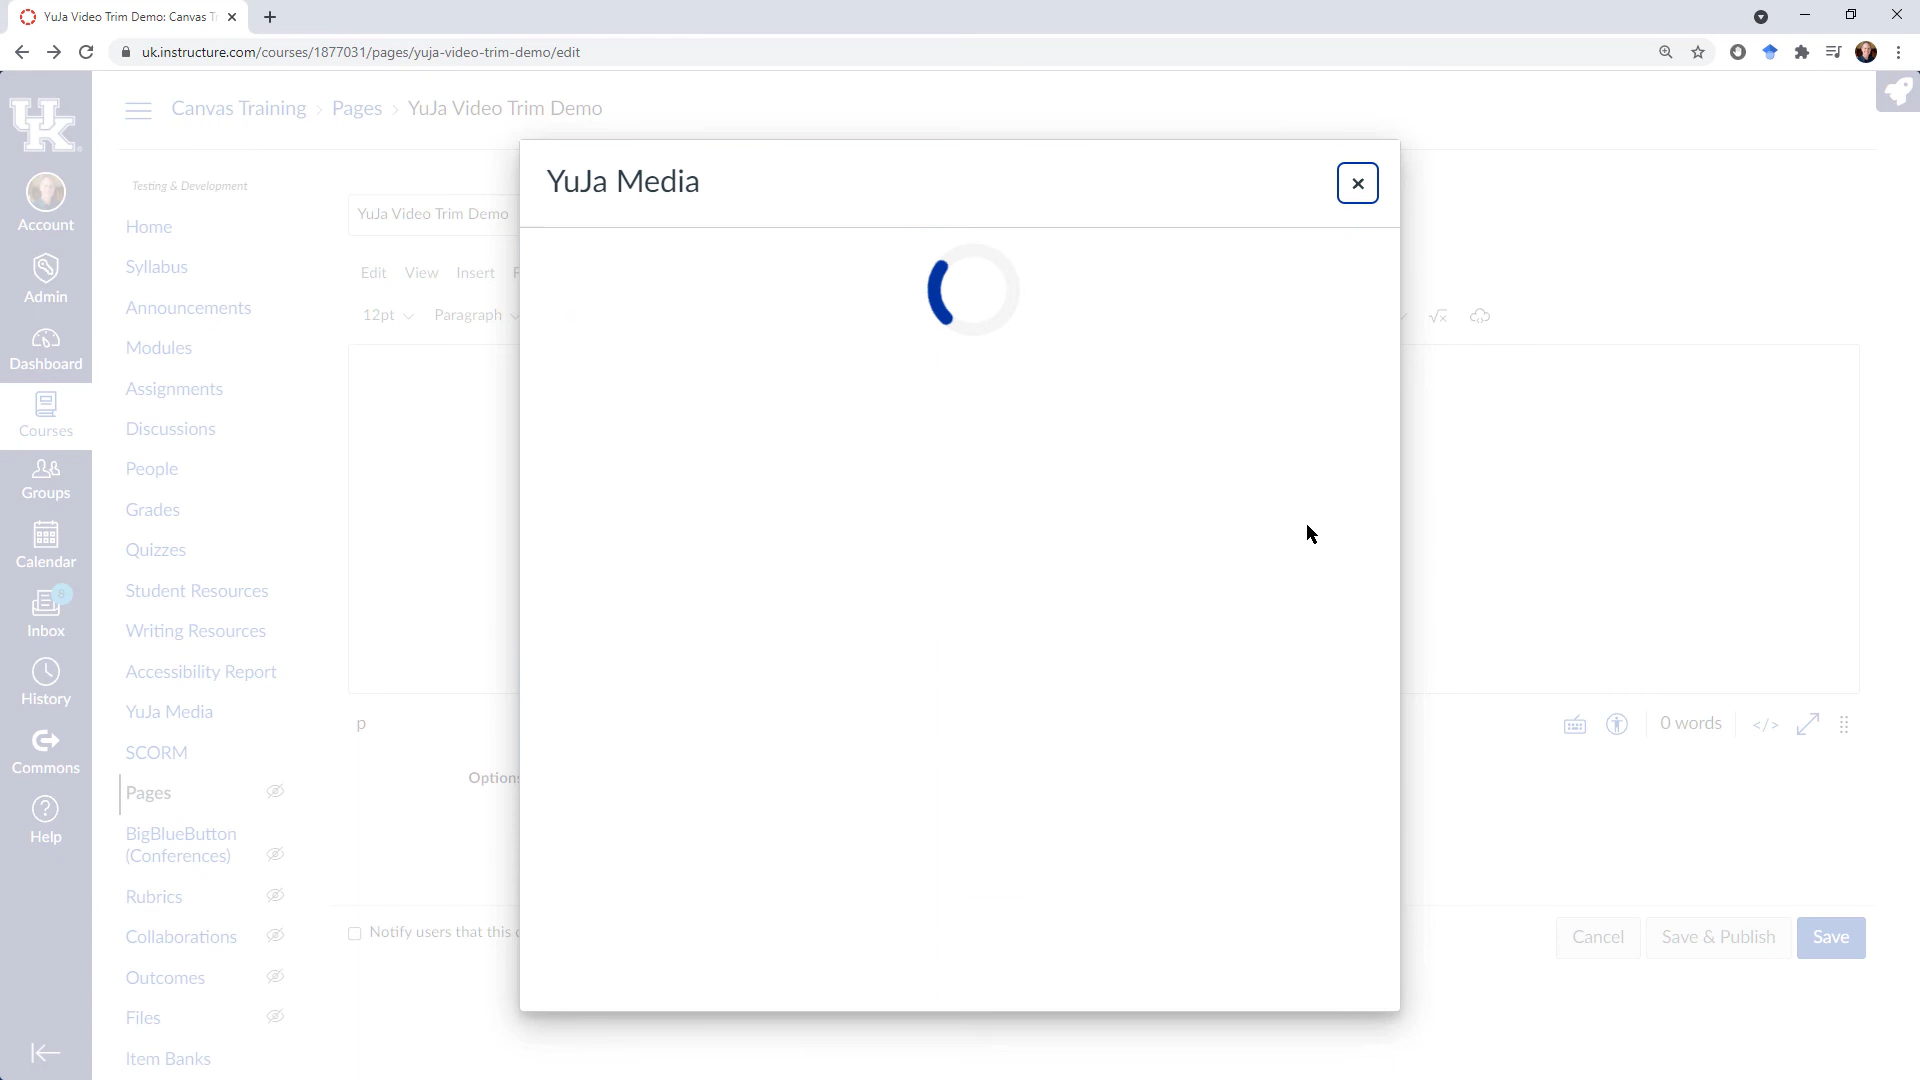 YuJa Video Trim Demo: Canvas Tr
uk.instructure.com/courses/1877031/pages/yuja-video-trim-demo/edit
UK
Account
Admin
Dashboard
Courses
Groups
Calendar
8
Inbox
History
Commons
Help
Canvas Training > Pages > YuJa Video Trim Demo
Testing & Development
Home
Syllabus
Announcements
Modules
Assignments
Discussions
People
Grades
Quizzes
Student Resources
Writing Resources
Accessibility Report
YuJa Media
SCORM
Pages
BigBlueButton
(Conferences)
Rubrics
Collaborations
Outcomes
Files
Item Banks
YuJa Video Trim Demo
Edit View Insert F
12pt Paragraph
YuJa Media
p
0 words </>
Options
Notify users that this c
Cancel Save & Publish Save